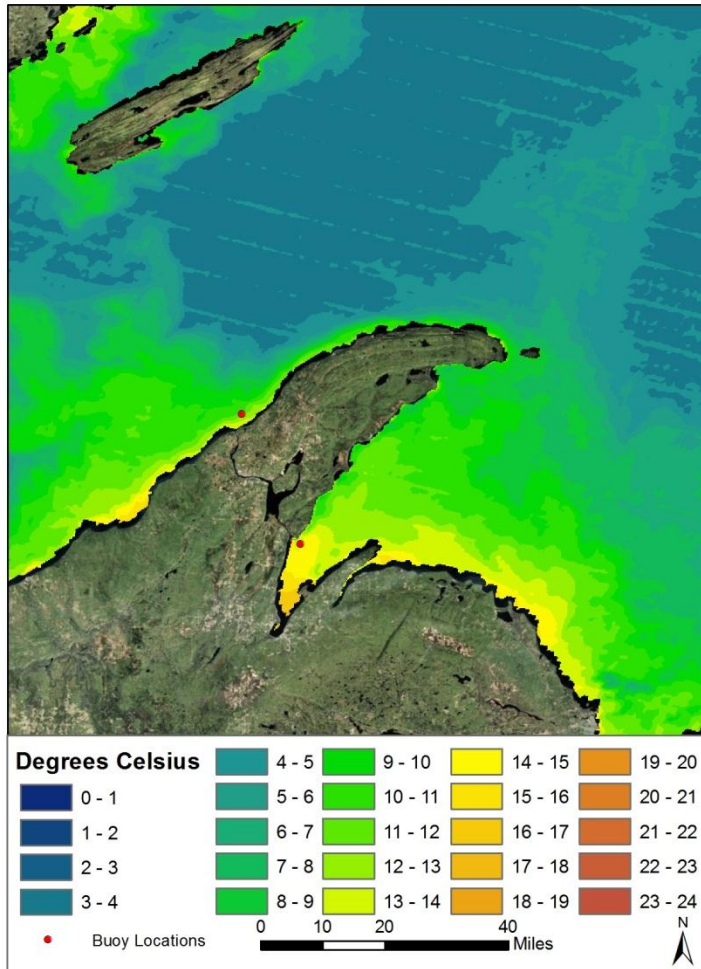 Degrees Celsius
0 - 1
1 - 2
2 - 3
3 - 4
4 - 5
5 - 6
6 - 7
7 - 8
8 - 9
9 - 10
10 - 11
11 - 12
12 - 13
13 - 14
14 - 15
15 - 16
16 - 17
17 - 18
18 - 19
19 - 20
20 - 21
21 - 22
22 - 23
23 - 24
Buoy Locations
0 10 20 40
Miles
N